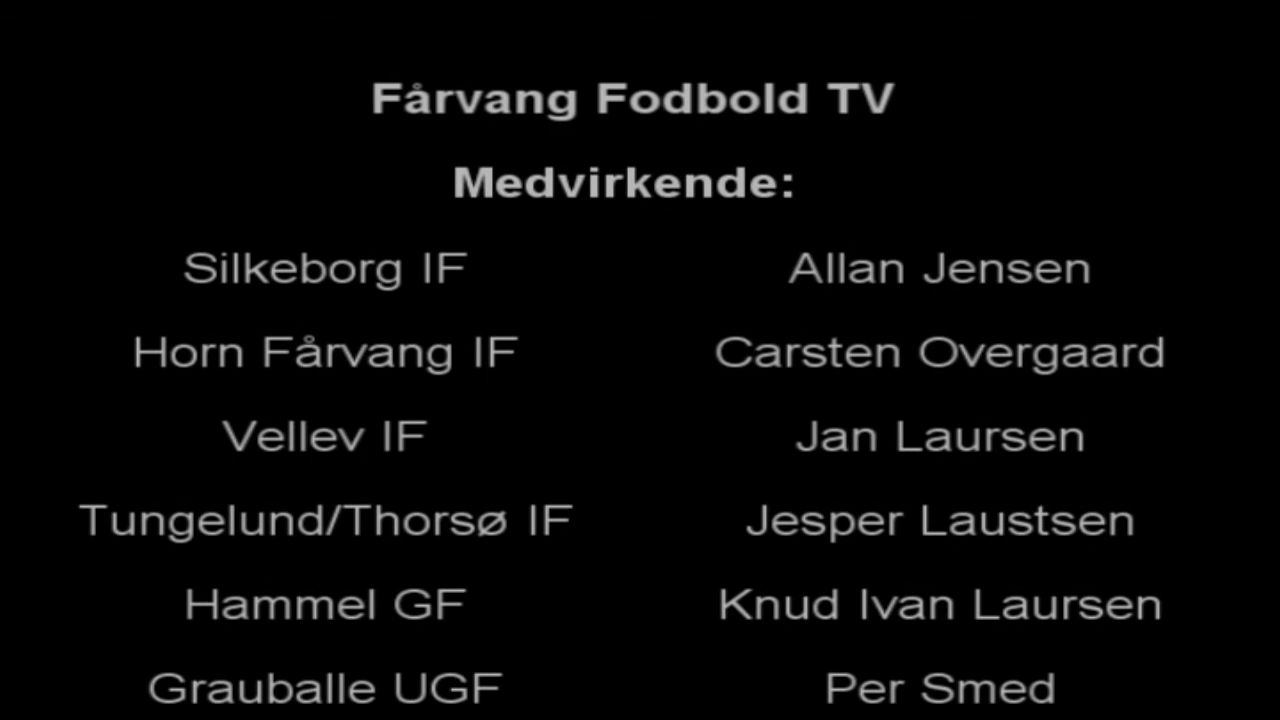 Fårvang Fodbold TV
Medvirkende:
Silkeborg IF Allan Jensen
Horn Fårvang IF Carsten Overgaard
Vellev IF Jan Laursen
Tungelund/Thorsø IF Jesper Laustsen
Hammel GF Knud Ivan Laursen
Grauballe UGF Per Smed